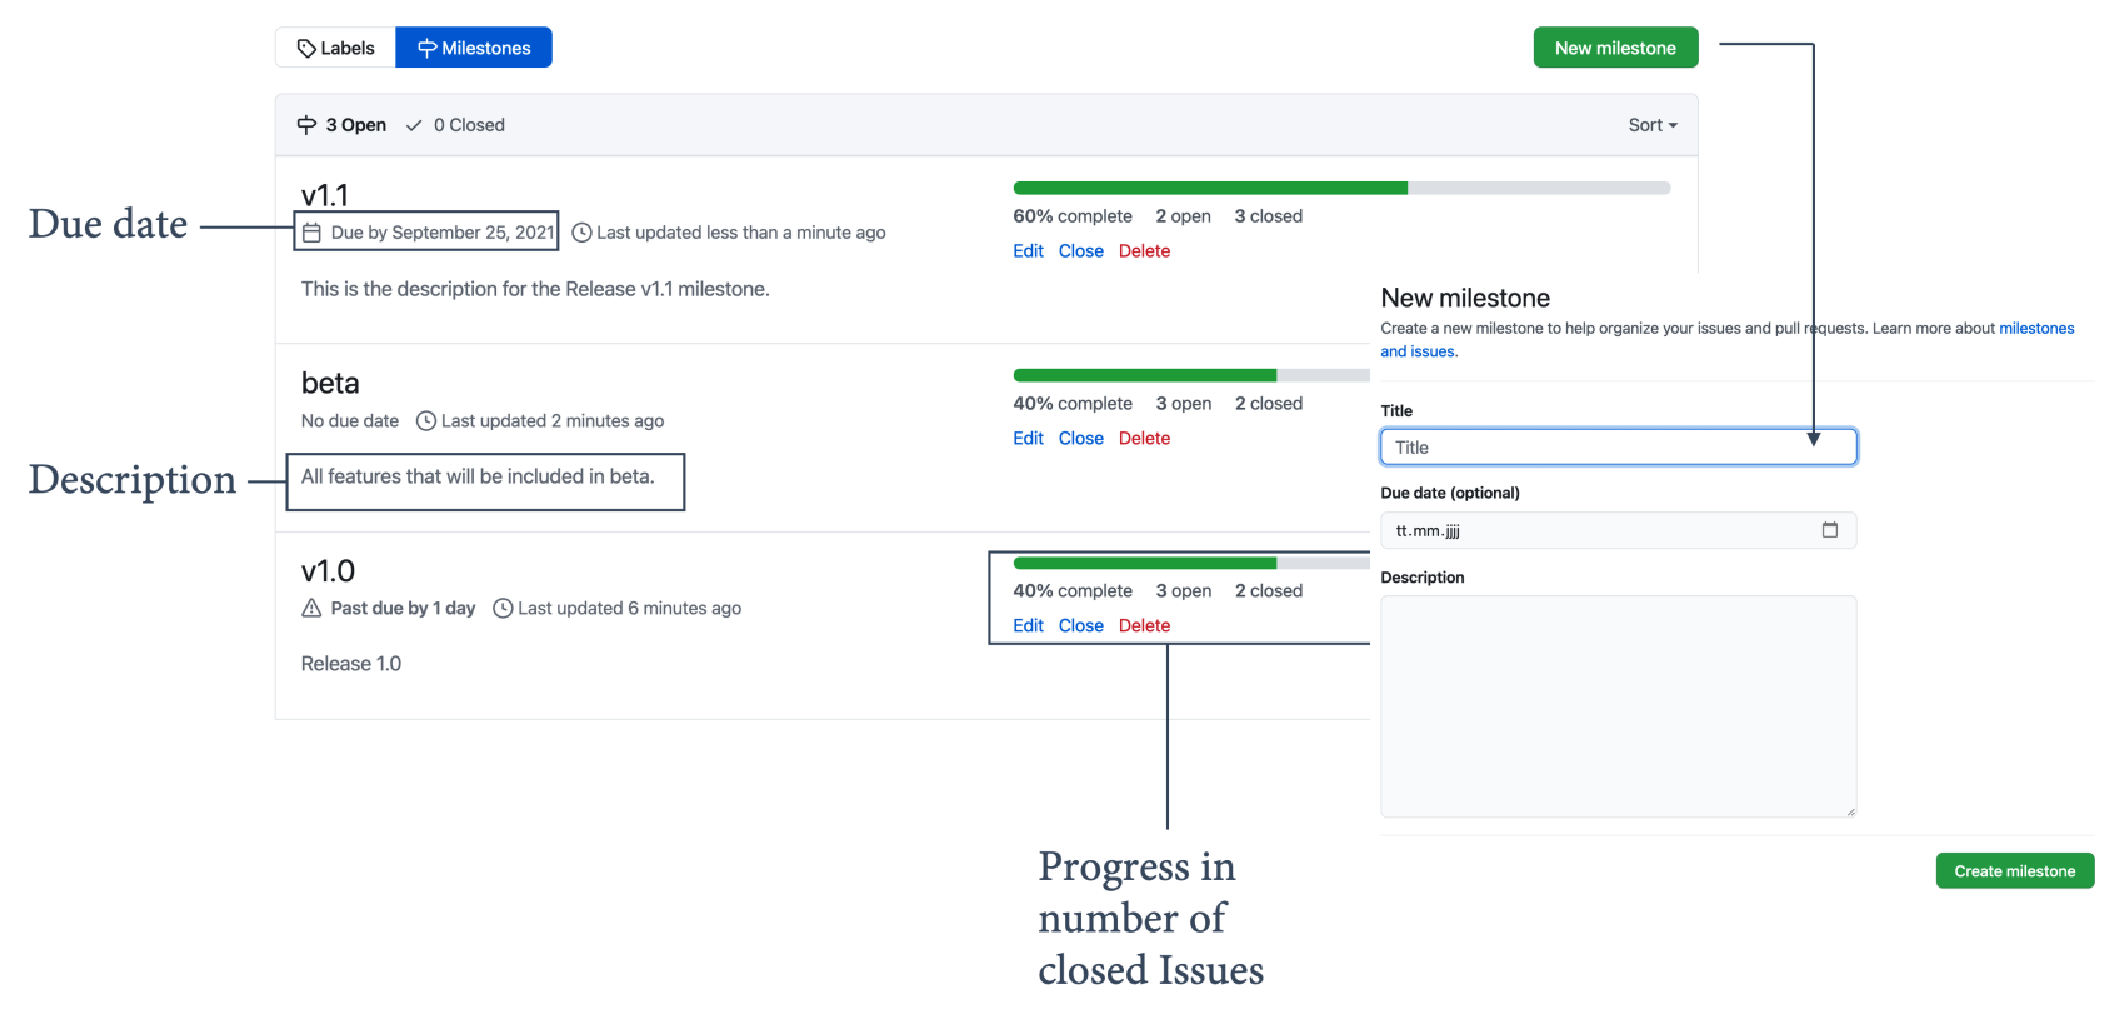 Labels
Milestones
New milestone
3 Open
0 Closed
Sort
v1.1
Due date
Due by September 25, 2021
Last updated less than a minute ago
This is the description for the Release v1.1 milestone.
60% complete 2 open 3 closed
Edit Close Delete
beta
No due date
Last updated 2 minutes ago
Description
All features that will be included in beta.
40% complete 3 open 2 closed
Edit Close Delete
v1.0
Past due by 1 day
Last updated 6 minutes ago
Release 1.0
40% complete 3 open 2 closed
Edit Close Delete
Progress in
number of
closed Issues
New milestone
Create a new milestone to help organize your issues and pull requests. Learn more about milestones
and issues.
Title
Title
Due date (optional)
tt.mm.jjjj
Description
Create milestone